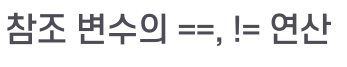 참조 변수의 ==, != 연산